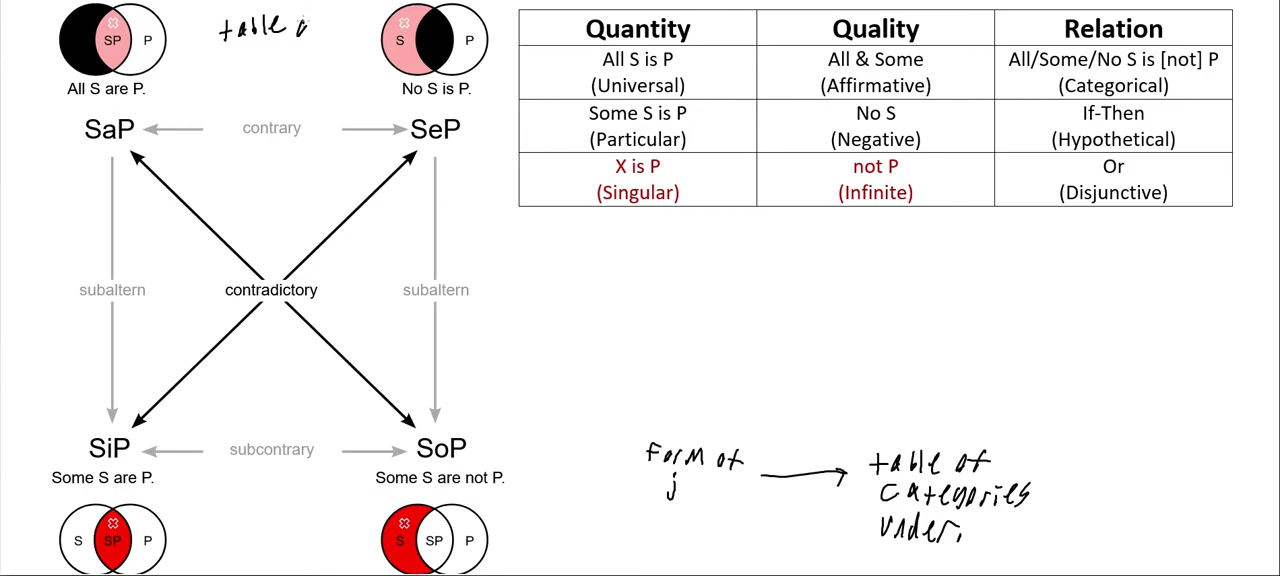 table
S
SP
P
S
P
All S are P.
No S is P.
SaP
contrary
SeP
subaltern
contradictory
subaltern
SiP
subcontrary
SoP
Some S are P.
Some S are not P.
S
SP
P
S
SP
P
Quantity Quality Relation
All S is P All & Some All/Some/No S is [not] P
(Universal) (Affirmative) (Categorical)
Some S is P No S If-Then
(Particular) (Negative) (Hypothetical)
X is P not P Or
(Singular) (Infinite) (Disjunctive)
Form of
j
table of
categories
under.